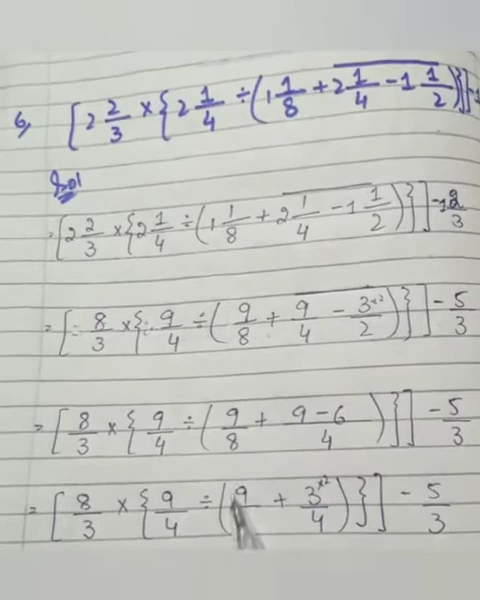 6, [2 2/3 × {2 1/4 ÷ (1 1/8 + 2 1/4 - 1 1/2)}] -1
Sol
= [2 2/3 × {2 1/4 ÷ (1 1/8 + 2 1/4 - 1 1/2)}] - 1 2/3
= [8/3 × {9/4 ÷ (9/8 + 9/4 - 3×2/2)}] - 5/3
= [8/3 × {9/4 ÷ (9/8 + 9-6/4)}] - 5/3
= [8/3 × {9/4 ÷ (9 + 3×2/4)}] - 5/3